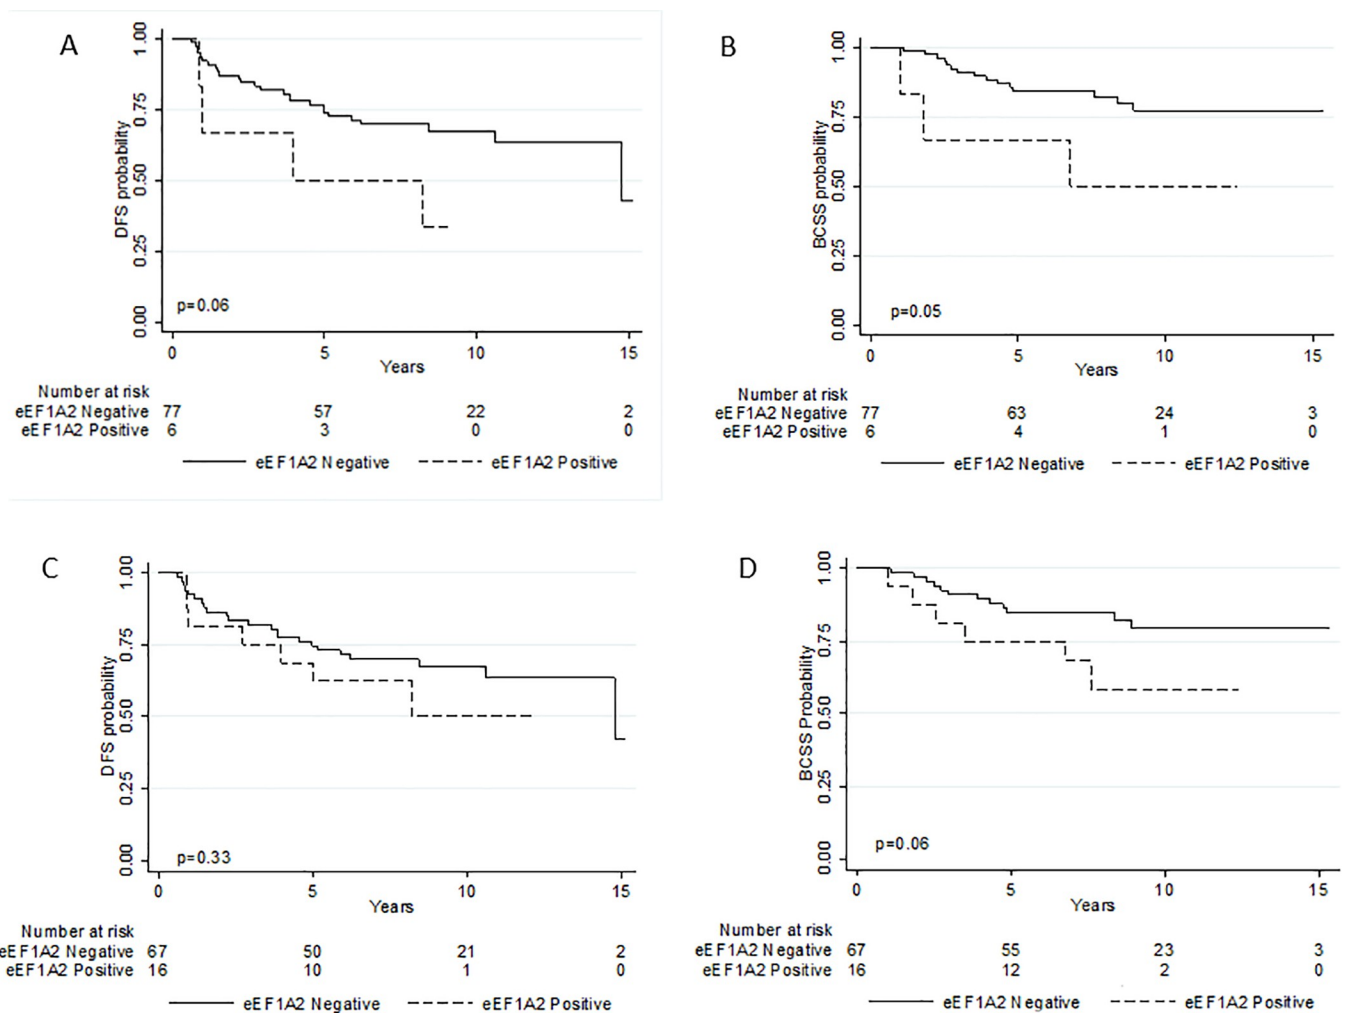 A
DFS probability
1.00
0.75
0.50
0.25
0.00
p=0.06
0 5 10 15
Years
Number at risk
eEF1A2 Negative 77 57 22 2
eEF1A2 Positive 6 3 0 0
eEF1A2 Negative eEF1A2 Positive
B
BCSS probability
1.00
0.75
0.50
0.25
0.00
p=0.05
0 5 10 15
Years
Number at risk
eEF1A2 Negative 77 63 24 3
eEF1A2 Positive 6 4 1 0
eEF1A2 Negative eEF1A2 Positive
C
DFS probability
1.00
0.75
0.50
0.25
0.00
p=0.33
0 5 10 15
Years
Number at risk
eEF1A2 Negative 67 50 21 2
eEF1A2 Positive 16 10 1 0
eEF1A2 Negative eEF1A2 Positive
D
BCSS Probability
1.00
0.75
0.50
0.25
0.00
p=0.06
0 5 10 15
Years
Number at risk
eEF1A2 Negative 67 55 23 3
eEF1A2 Positive 16 12 2 0
eEF1A2 Negative eEF1A2 Positive